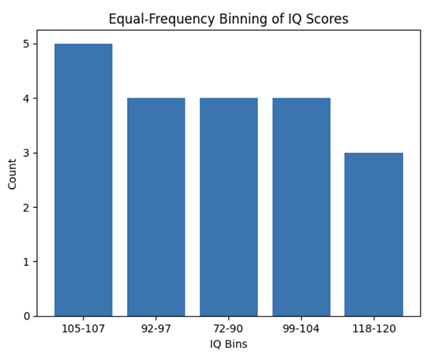 Equal-Frequency Binning of IQ Scores
Count
5
4
3
2
1
0
105-107 92-97 72-90 99-104 118-120
IQ Bins